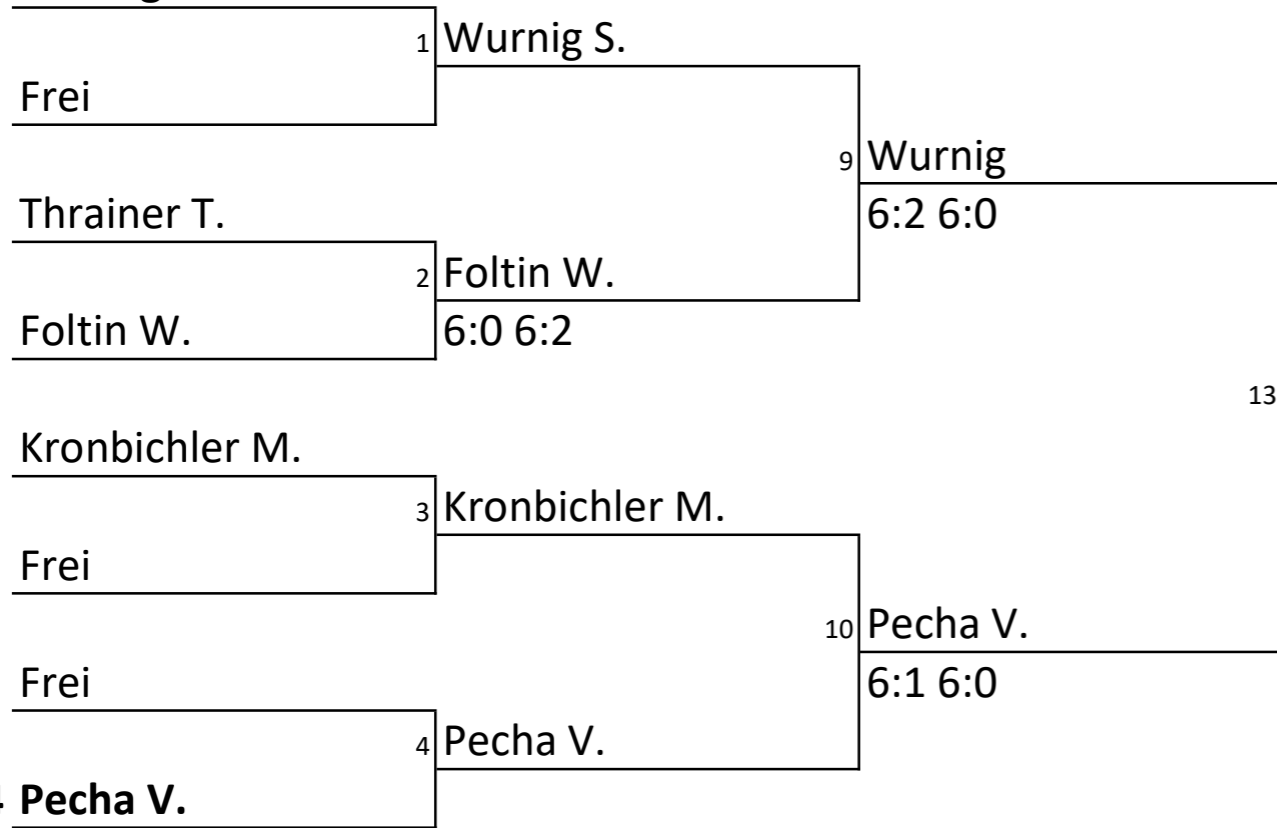 1 Wurnig S.
Frei
9 Wurnig
Thrainer T.
6:2 6:0
2 Foltin W.
Foltin W.
6:0 6:2
13
Kronbichler M.
3 Kronbichler M.
Frei
10 Pecha V.
Frei
6:1 6:0
4 Pecha V.
Pecha V.